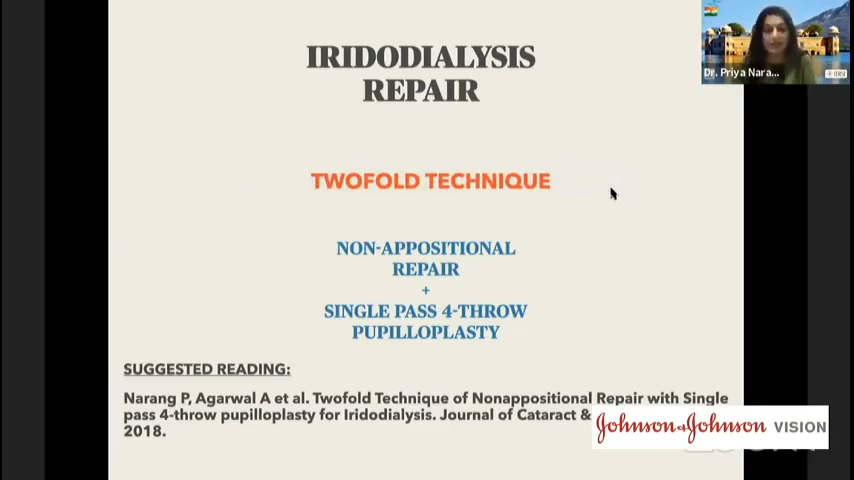 IRIDODIALYSIS
REPAIR
Dr. Priya Nara...
TWOFOLD TECHNIQUE
NON-APPOSITIONAL
REPAIR
+
SINGLE PASS 4-THROW
PUPILLOPLASTY
SUGGESTED READING:
Narang P, Agarwal A et al. Twofold Technique of Nonappositional Repair with Single
pass 4-throw pupilloplasty for Iridodialysis. Journal of Cataract &
2018.
Johnson & Johnson VISION